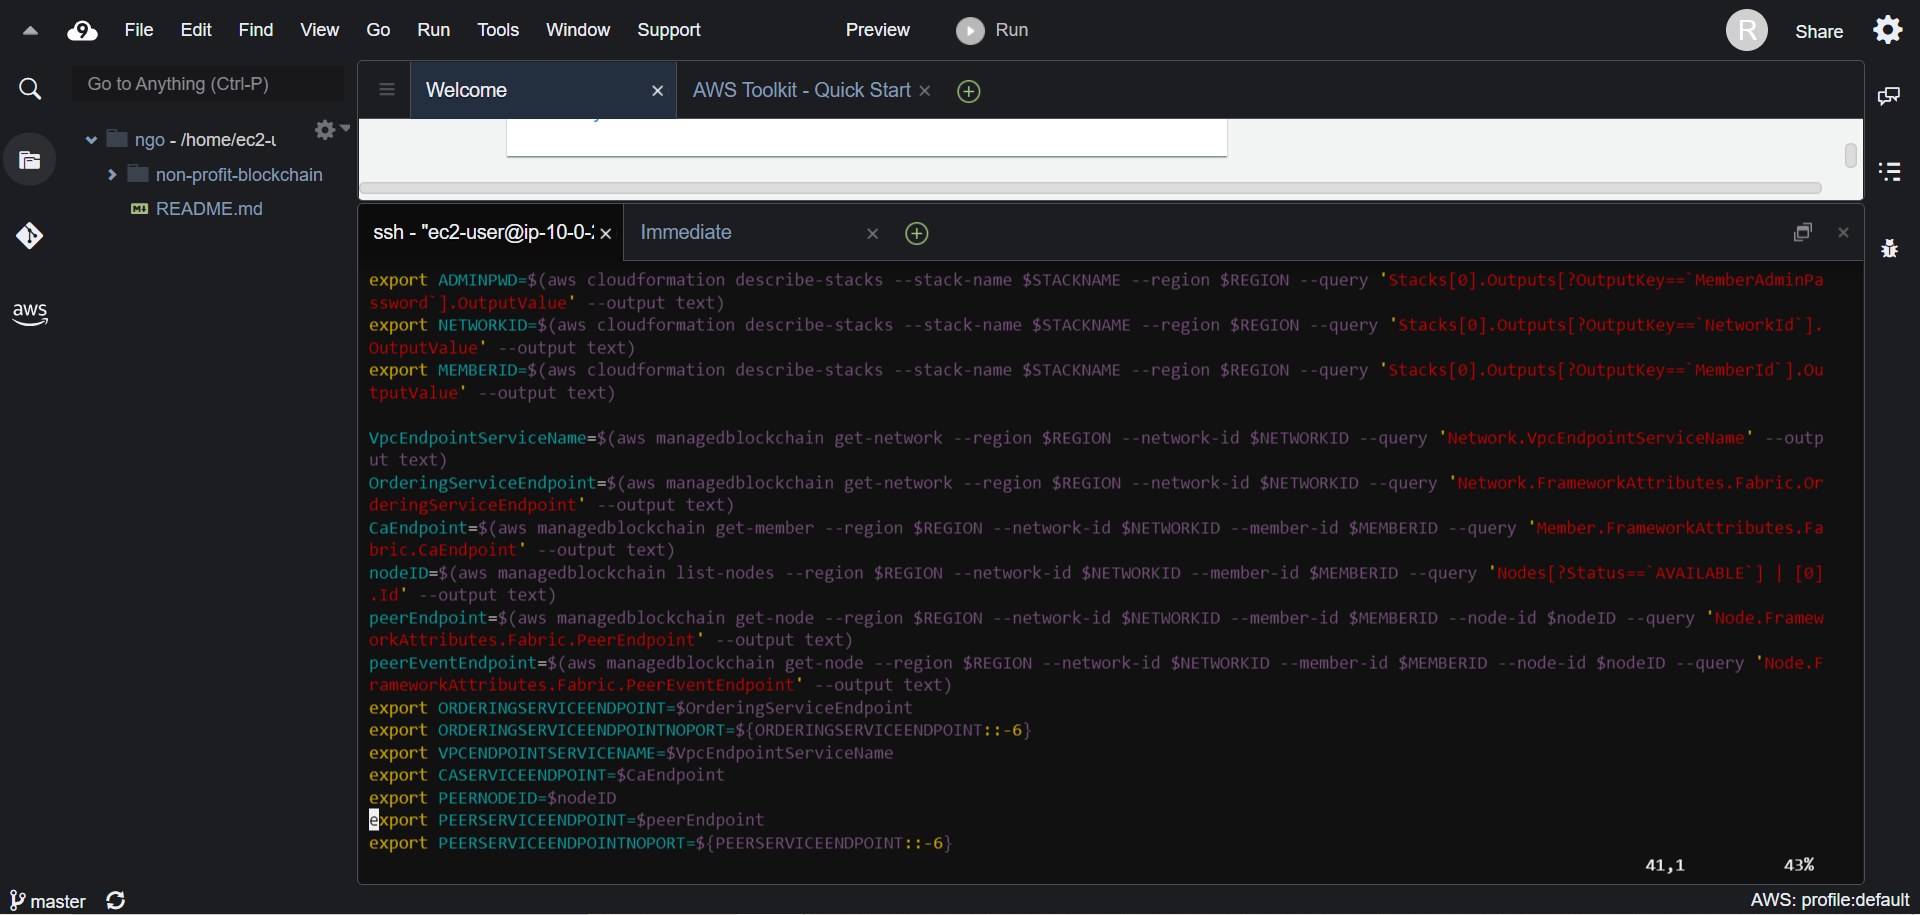 File Edit Find View Go Run Tools Window Support Preview Run R Share
Go to Anything (Ctrl-P)
Welcome
AWS Toolkit - Quick Start
ngo - /home/ec2-u
non-profit-blockchain
README.md
aws
ssh - "ec2-user@ip-10-0-
Immediate
export ADMINPWD=$(aws cloudformation describe-stacks --stack-name $STACKNAME --region $REGION --query 'Stacks[0].Outputs[?OutputKey==`MemberAdminPa
ssword`].OutputValue' --output text)
export NETWORKID=$(aws cloudformation describe-stacks --stack-name $STACKNAME --region $REGION --query 'Stacks[0].Outputs[?OutputKey==`NetworkId`].
OutputValue' --output text)
export MEMBERID=$(aws cloudformation describe-stacks --stack-name $STACKNAME --region $REGION --query 'Stacks[0].Outputs[?OutputKey==`MemberId`].Ou
tputValue' --output text)
VpcEndpointServiceName=$(aws managedblockchain get-network --region $REGION --network-id $NETWORKID --query 'Network.VpcEndpointServiceName' --outp
ut text)
OrderingServiceEndpoint=$(aws managedblockchain get-network --region $REGION --network-id $NETWORKID --query 'Network.FrameworkAttributes.Fabric.Or
deringServiceEndpoint' --output text)
CaEndpoint=$(aws managedblockchain get-member --region $REGION --network-id $NETWORKID --member-id $MEMBERID --query 'Member.FrameworkAttributes.Fa
bric.CaEndpoint' --output text)
nodeID=$(aws managedblockchain list-nodes --region $REGION --network-id $NETWORKID --member-id $MEMBERID --query 'Nodes[?Status==`AVAILABLE`] | [0]
.Id' --output text)
peerEndpoint=$(aws managedblockchain get-node --region $REGION --network-id $NETWORKID --member-id $MEMBERID --node-id $nodeID --query 'Node.Framew
orkAttributes.Fabric.PeerEndpoint' --output text)
peerEventEndpoint=$(aws managedblockchain get-node --region $REGION --network-id $NETWORKID --member-id $MEMBERID --node-id $nodeID --query 'Node.F
rameworkAttributes.Fabric.PeerEventEndpoint' --output text)
export ORDERINGSERVICEENDPOINT=$OrderingServiceEndpoint
export ORDERINGSERVICEENDPOINTNOPORT=${ORDERINGSERVICEENDPOINT::-6}
export VPCENDPOINTSERVICENAME=$VpcEndpointServiceName
export CASERVICEENDPOINT=$CaEndpoint
export PEERNODEID=$nodeID
export PEERSERVICEENDPOINT=$peerEndpoint
export PEERSERVICEENDPOINTNOPORT=${PEERSERVICEENDPOINT::-6}
41,1 43%
master
AWS: profile:default